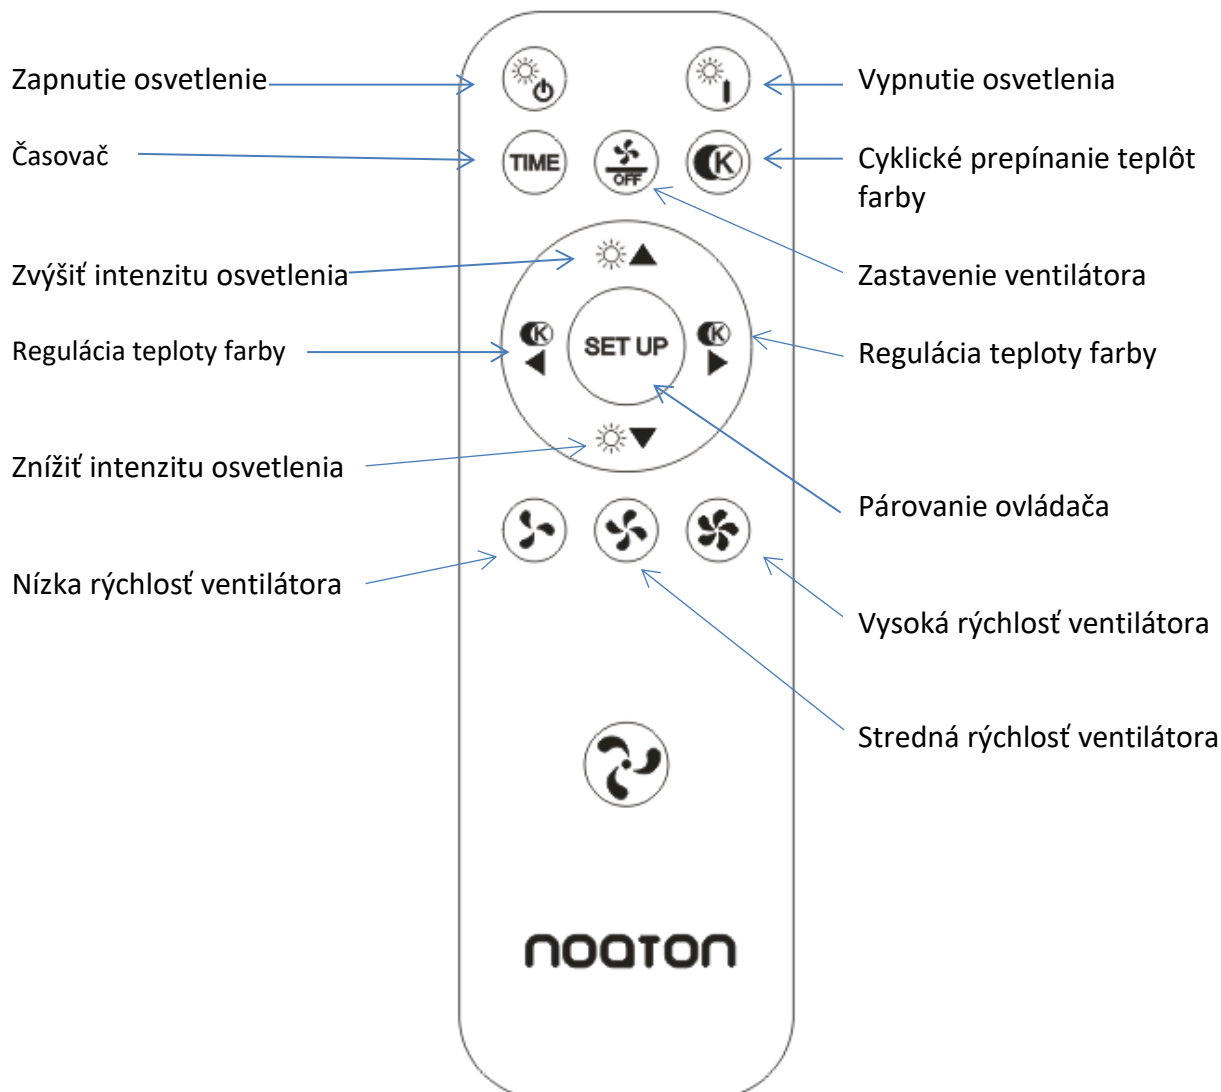 Zapnutie osvetlenie
Vypnutie osvetlenia
Časovač
TIME
OFF
K
Cyklické prepínanie teplôt
farby
Zvýšiť intenzitu osvetlenia
Zastavenie ventilátora
Regulácia teploty farby
K
SET UP
K
Regulácia teploty farby
Znížiť intenzitu osvetlenia
Párovanie ovládača
Nízka rýchlosť ventilátora
Vysoká rýchlosť ventilátora
Stredná rýchlosť ventilátora
noaton